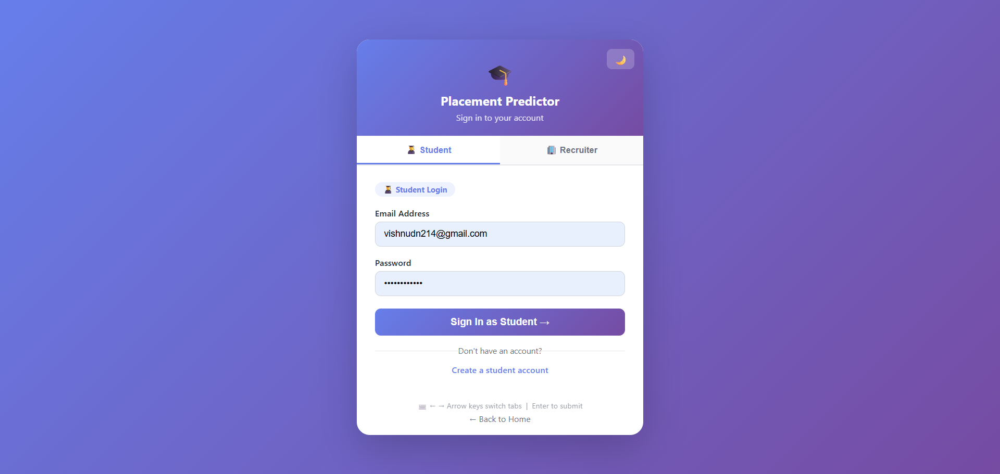 Placement Predictor
Sign in to your account
Student
Recruiter
Student Login
Email Address
vishnudn214@gmail.com
Password
••••••••••••
Sign In as Student →
Don't have an account?
Create a student account
← → Arrow keys switch tabs | Enter to submit
← Back to Home